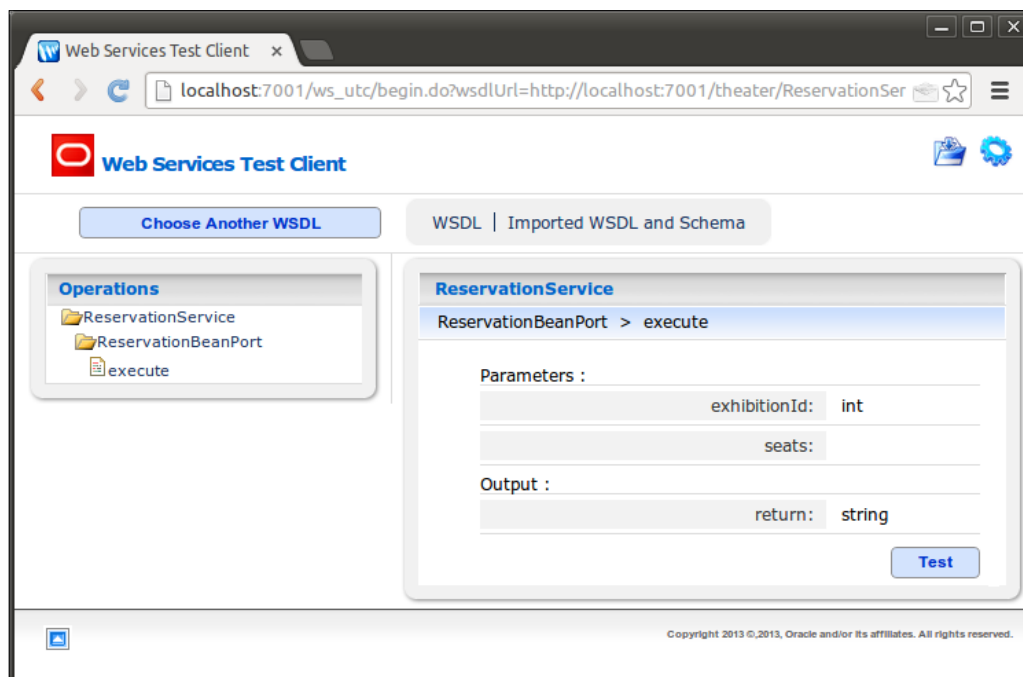 Web Services Test Client
localhost:7001/ws_utc/begin.do?wsdlUrl=http://localhost:7001/theater/ReservationSer
Web Services Test Client
Choose Another WSDL
WSDL | Imported WSDL and Schema
Operations
ReservationService
ReservationBeanPort
execute
ReservationService
ReservationBeanPort > execute
Parameters :
exhibitionId: int
seats:
Output :
return: string
Test
Copyright 2013 ©,2013, Oracle and/or its affiliates. All rights reserved.